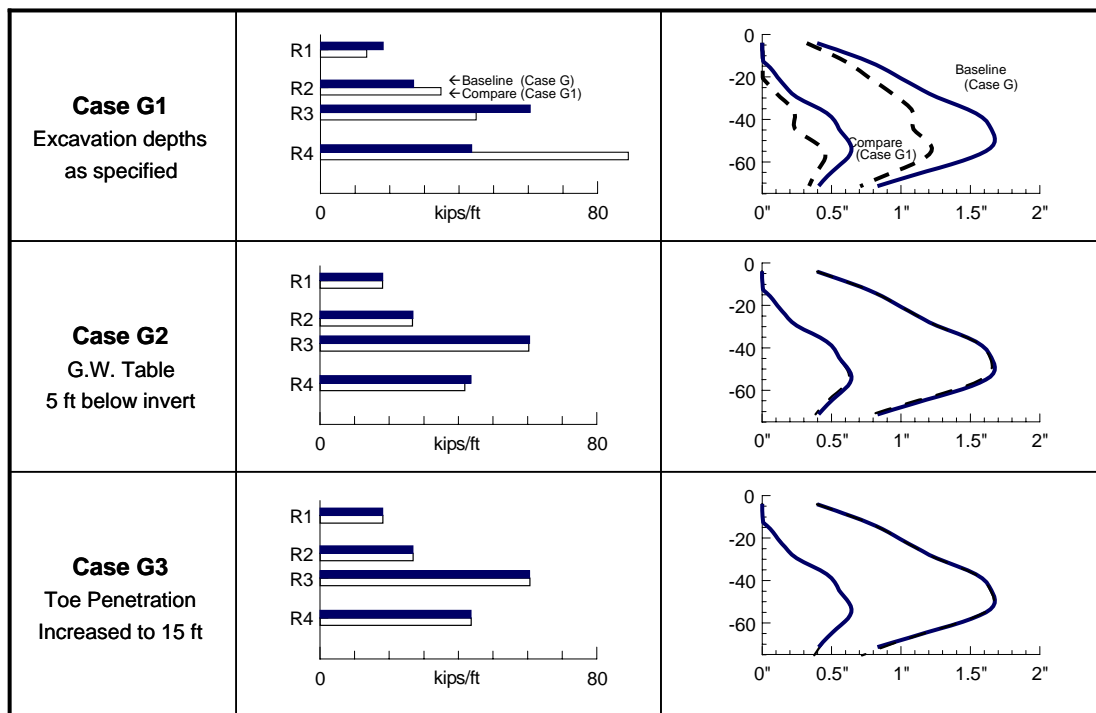 Case G1
Excavation depths
as specified
R1
R2
R3
R4
←Baseline (Case G)
←Compare (Case G1)
0
80
kips/ft
0
-20
-40
-60
0"
0.5"
1"
1.5"
2"
Baseline
(Case G)
Compare
(Case G1)
Case G2
G.W. Table
5 ft below invert
R1
R2
R3
R4
0
80
kips/ft
0
-20
-40
-60
0"
0.5"
1"
1.5"
2"
Case G3
Toe Penetration
Increased to 15 ft
R1
R2
R3
R4
0
80
kips/ft
0
-20
-40
-60
0"
0.5"
1"
1.5"
2"